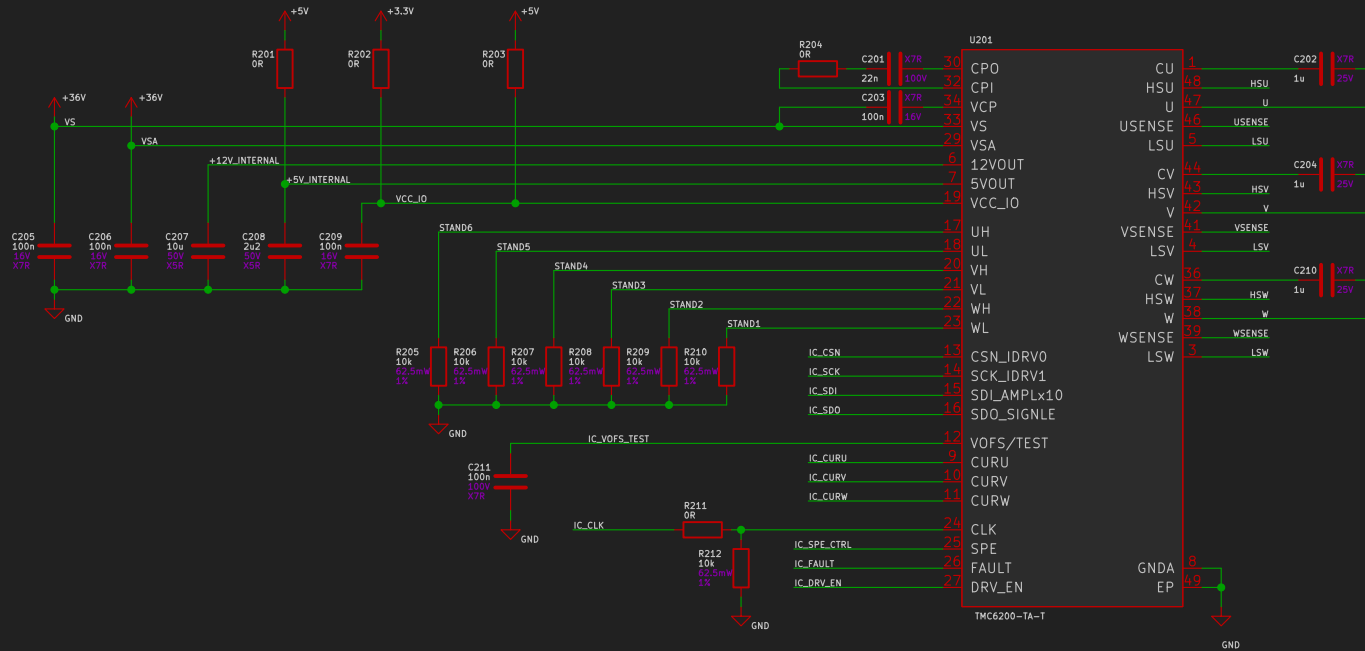 +5V
+3.3V
+5V
R201
0R
R202
0R
R203
0R
R204
0R
C201
22n
X7R
100V
C203
100n
X7R
16V
+36V
+36V
VS
VSA
+12V_INTERNAL
+5V_INTERNAL
VCC_IO
C205
100n
16V
X7R
C206
100n
16V
X7R
C207
10u
50V
X5R
C208
2u2
50V
X5R
C209
100n
16V
X7R
GND
STAND6
STAND5
STAND4
STAND3
STAND2
STAND1
R205
10k
62.5mW
1%
R206
10k
62.5mW
1%
R207
10k
62.5mW
1%
R208
10k
62.5mW
1%
R209
10k
62.5mW
1%
R210
10k
62.5mW
1%
GND
IC_CSN
IC_SCK
IC_SDI
IC_SDO
IC_VOFS_TEST
C211
100n
100V
X7R
GND
IC_CURU
IC_CURV
IC_CURW
R211
0R
IC_CLK
R212
10k
62.5mW
1%
GND
IC_SPE_CTRL
IC_FAULT
IC_DRV_EN
U201
30 CPO
32 CPI
34 VCP
33 VS
29 VSA
6 12VOUT
7 5VOUT
19 VCC_IO
17 UH
18 UL
20 VH
21 VL
22 WH
23 WL
13 CSN_IDRV0
14 SCK_IDRV1
15 SDI_AMPLx10
16 SDO_SIGNLE
12 VOFS/TEST
9 CURU
10 CURV
11 CURW
24 CLK
25 SPE
26 FAULT
27 DRV_EN
CU 1
HSU 48 HSU
U 47 U
USENSE 46 USENSE
LSU 5 LSU
CV 44
HSV 43 HSV
V 42 V
VSENSE 41 VSENSE
LSV 4 LSV
CW 36
HSW 37 HSW
W 38 W
WSENSE 39 WSENSE
LSW 3 LSW
GNDA 8
EP 49
TMC6200-TA-T
C202
1u
X7R
25V
C204
1u
X7R
25V
C210
1u
X7R
25V
GND